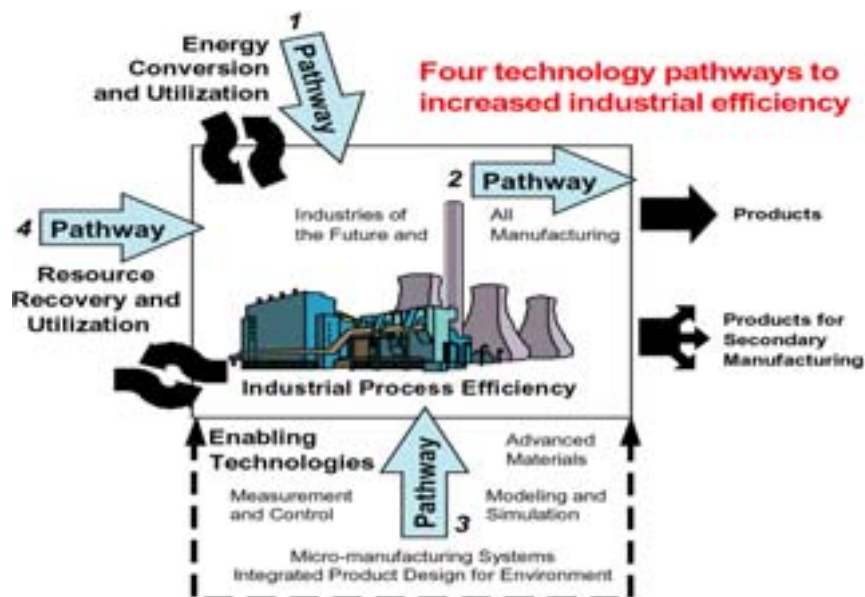 1
Pathway
Energy
Conversion
and Utilization
Four technology pathways to
increased industrial efficiency
2 Pathway
Industries of
the Future and
All
Manufacturing
Products
4 Pathway
Resource
Recovery and
Utilization
Products for
Secondary
Manufacturing
Industrial Process Efficiency
Enabling
Technologies
Advanced
Materials
Measurement
and Control
Pathway
3
Modeling and
Simulation
Micro-manufacturing Systems
Integrated Product Design for Environment